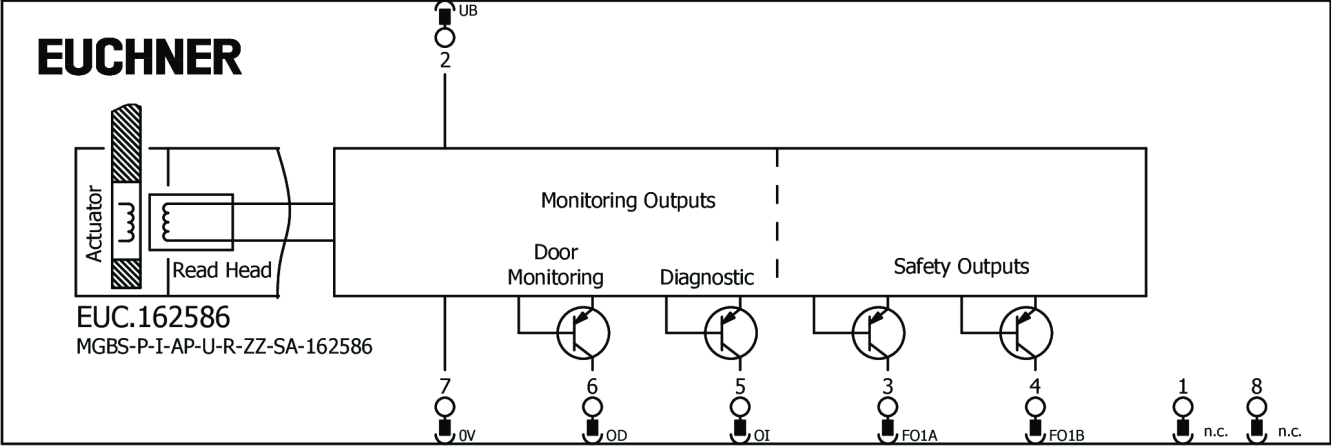 UB
2
EUCHNER
Actuator
Read Head
Monitoring Outputs
Door
Monitoring
Diagnostic
Safety Outputs
EUC.162586
MGBS-P-I-AP-U-R-ZZ-SA-162586
7
6
5
3
4
1
8
0V
OD
OI
FO1A
FO1B
n.c.
n.c.